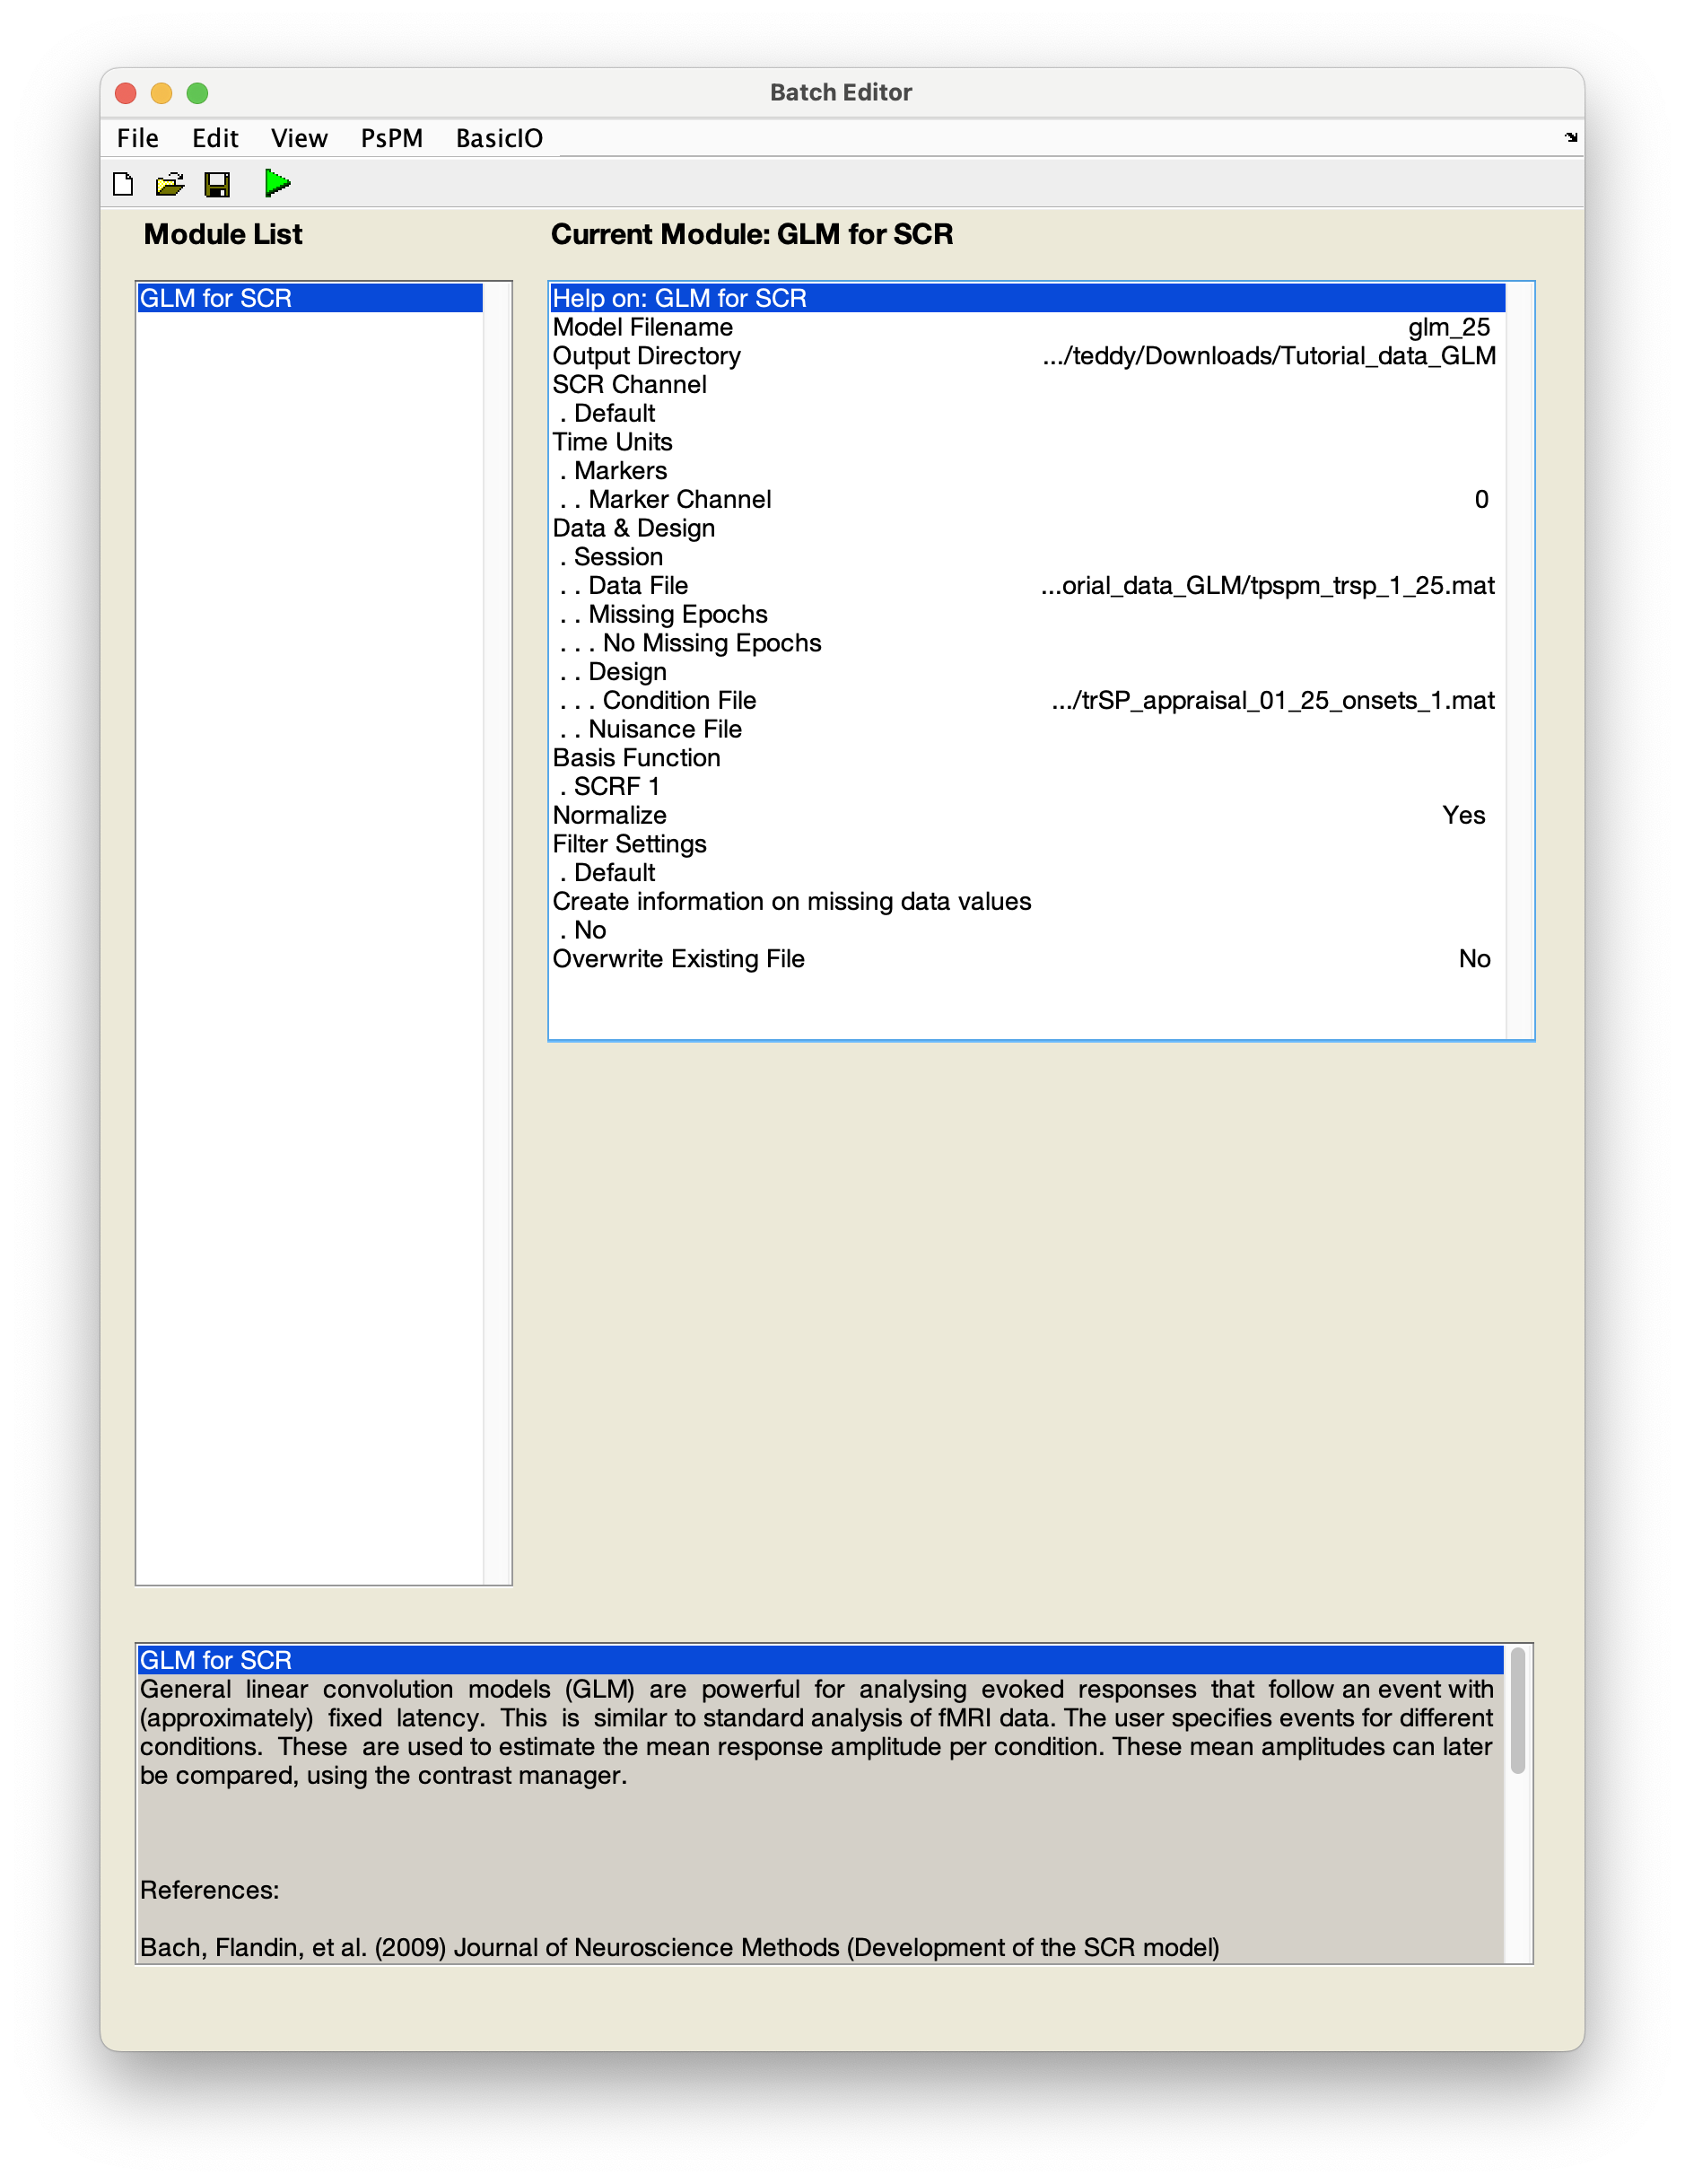 Batch Editor
File Edit View PsPM BasicIO
Module List
Current Module: GLM for SCR
GLM for SCR
Help on: GLM for SCR
Model Filename glm_25
Output Directory .../teddy/Downloads/Tutorial_data_GLM
SCR Channel
. Default
Time Units
. Markers
. . Marker Channel 0
Data & Design
. Session
. . Data File ...orial_data_GLM/tpspm_trsp_1_25.mat
. . Missing Epochs
. . . No Missing Epochs
. . Design
. . . Condition File .../trSP_appraisal_01_25_onsets_1.mat
. . Nuisance File
Basis Function
. SCRF 1
Normalize Yes
Filter Settings
. Default
Create information on missing data values
. No
Overwrite Existing File No
GLM for SCR
General linear convolution models (GLM) are powerful for analysing evoked responses that follow an event with
(approximately) fixed latency. This is similar to standard analysis of fMRI data. The user specifies events for different
conditions. These are used to estimate the mean response amplitude per condition. These mean amplitudes can later
be compared, using the contrast manager.
References:
Bach, Flandin, et al. (2009) Journal of Neuroscience Methods (Development of the SCR model)